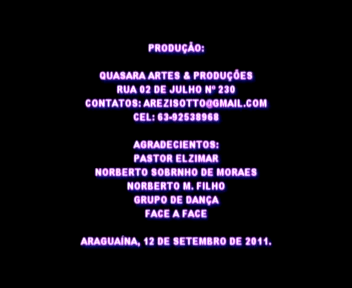 PRODUÇÃO:
QUASARA ARTES & PRODUÇÕES
RUA 02 DE JULHO Nº 230
CONTATOS: AREZISOTTO@GMAIL.COM
CEL: 63-92538968
AGRADECIENTOS:
PASTOR ELZIMAR
NORBERTO SOBRNHO DE MORAES
NORBERTO M. FILHO
GRUPO DE DANÇA
FACE A FACE
ARAGUAÍNA, 12 DE SETEMBRO DE 2011.